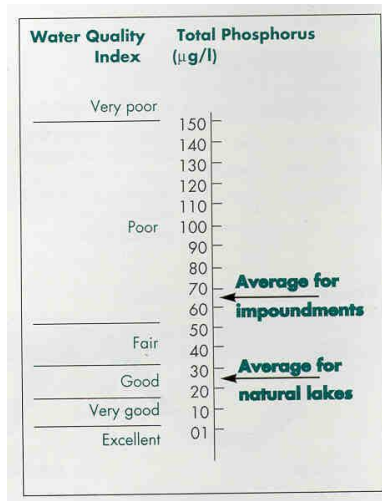 Water Quality Index
Total Phosphorus (µg/l)
Very poor
150
140
130
120
110
Poor
100
90
80
70
Average for impoundments
60
50
Fair
40
30
Average for natural lakes
Good
20
Very good
10
Excellent
01